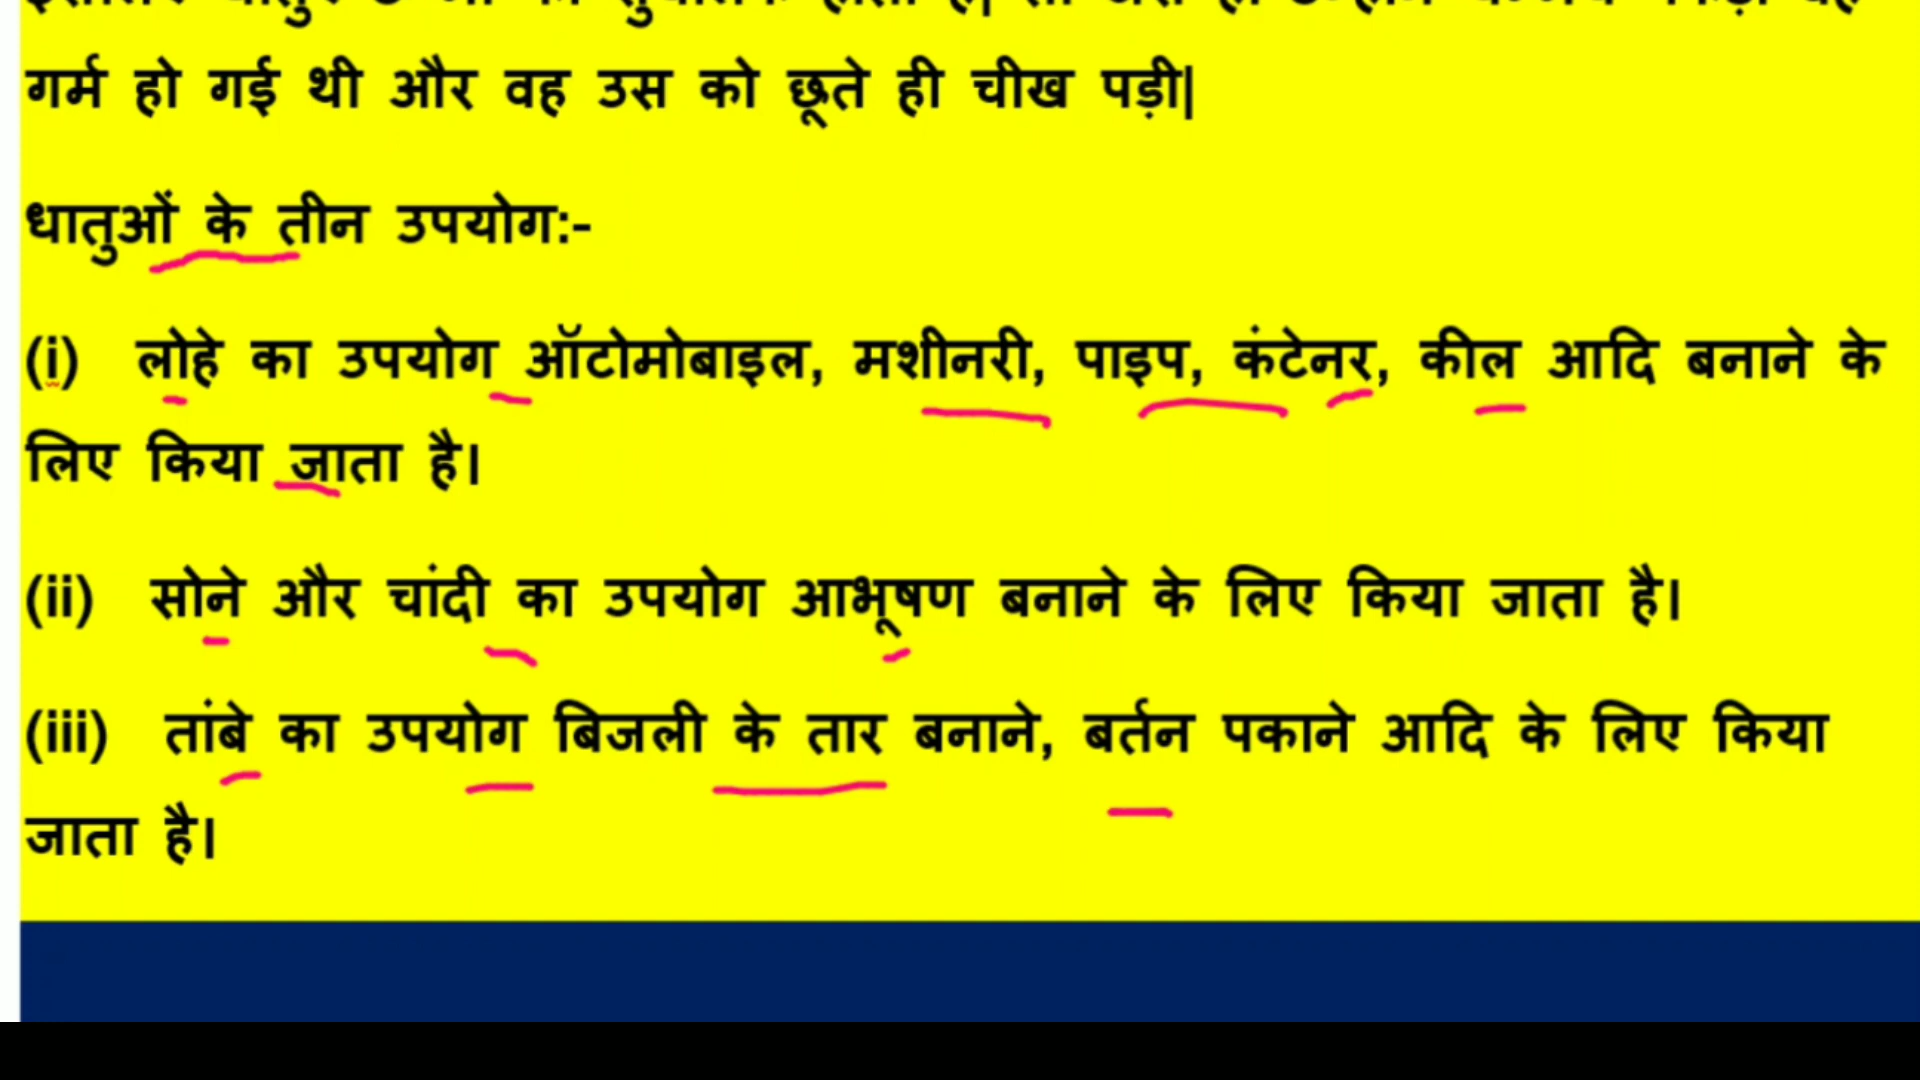 गर्म हो गई थी और वह उस को छूते ही चीख पड़ी|
धातुओं के तीन उपयोग:-
(i) लोहे का उपयोग ऑटोमोबाइल, मशीनरी, पाइप, कंटेनर, कील आदि बनाने के
लिए किया जाता है।
(ii) सोने और चांदी का उपयोग आभूषण बनाने के लिए किया जाता है।
(iii) तांबे का उपयोग बिजली के तार बनाने, बर्तन पकाने आदि के लिए किया
जाता है।